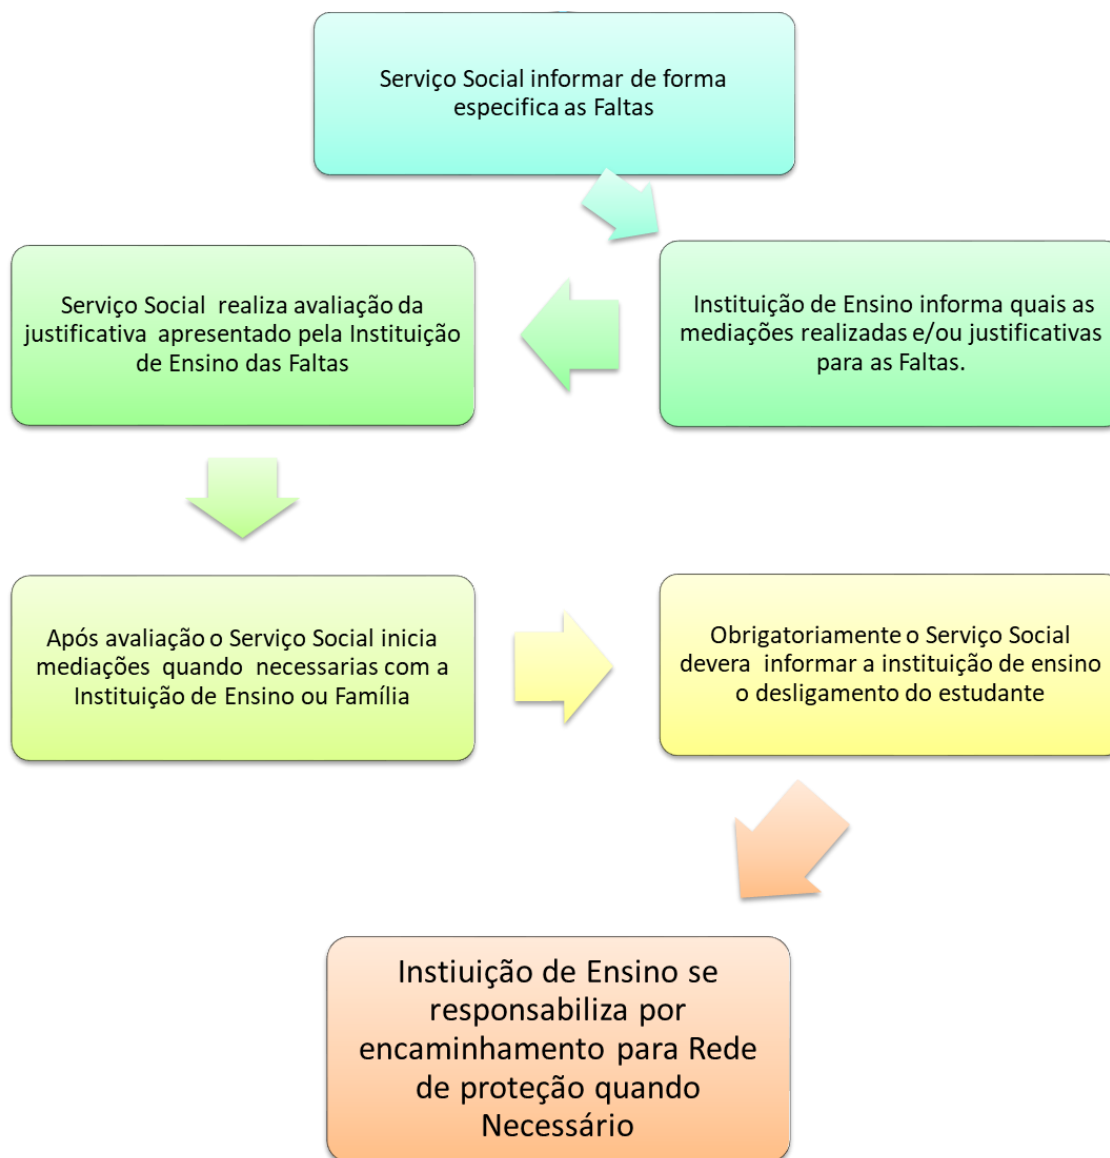 Serviço Social informar de forma
especifica as Faltas
Instituição de Ensino informa quais as
mediações realizadas e/ou justificativas
para as Faltas.
Serviço Social  realiza avaliação da
justificativa  apresentado pela Instituição
de Ensino das Faltas
Após avaliação o Serviço Social inicia
mediações  quando  necessarias com a
Instituição de Ensino ou Família
Obrigatoriamente o Serviço Social
devera  informar a instituição de ensino
o desligamento do estudante
Instiuição de Ensino se
responsabiliza por
encaminhamento para Rede
de proteção quando
Necessário